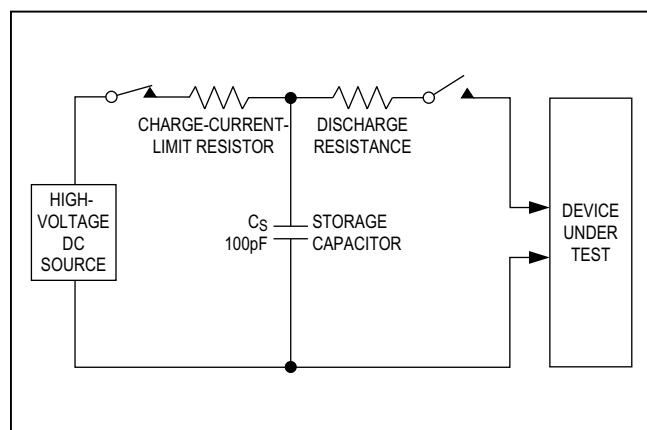 CHARGE-CURRENT-
LIMIT RESISTOR
DISCHARGE
RESISTANCE
HIGH-
VOLTAGE
DC
SOURCE
CS
100pF
STORAGE
CAPACITOR
DEVICE
UNDER
TEST